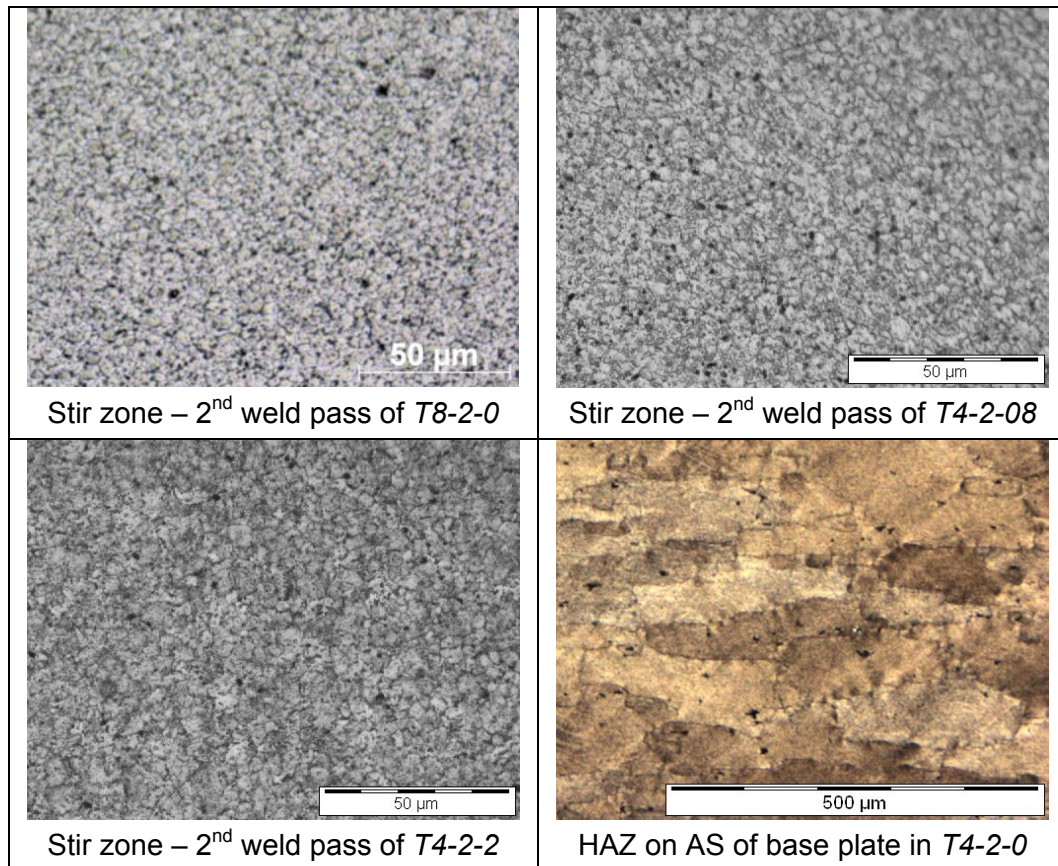 50 µm
50 µm
Stir zone – 2nd weld pass of T8-2-0
Stir zone – 2nd weld pass of T4-2-08
50 µm
500 µm
Stir zone – 2nd weld pass of T4-2-2
HAZ on AS of base plate in T4-2-0